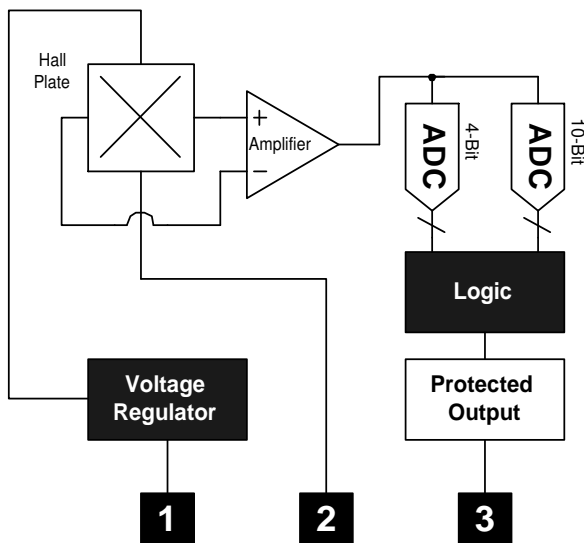 Hall
Plate
+
Amplifier
−
ADC
4-Bit
ADC
10-Bit
Logic
Voltage
Regulator
Protected
Output
1
2
3